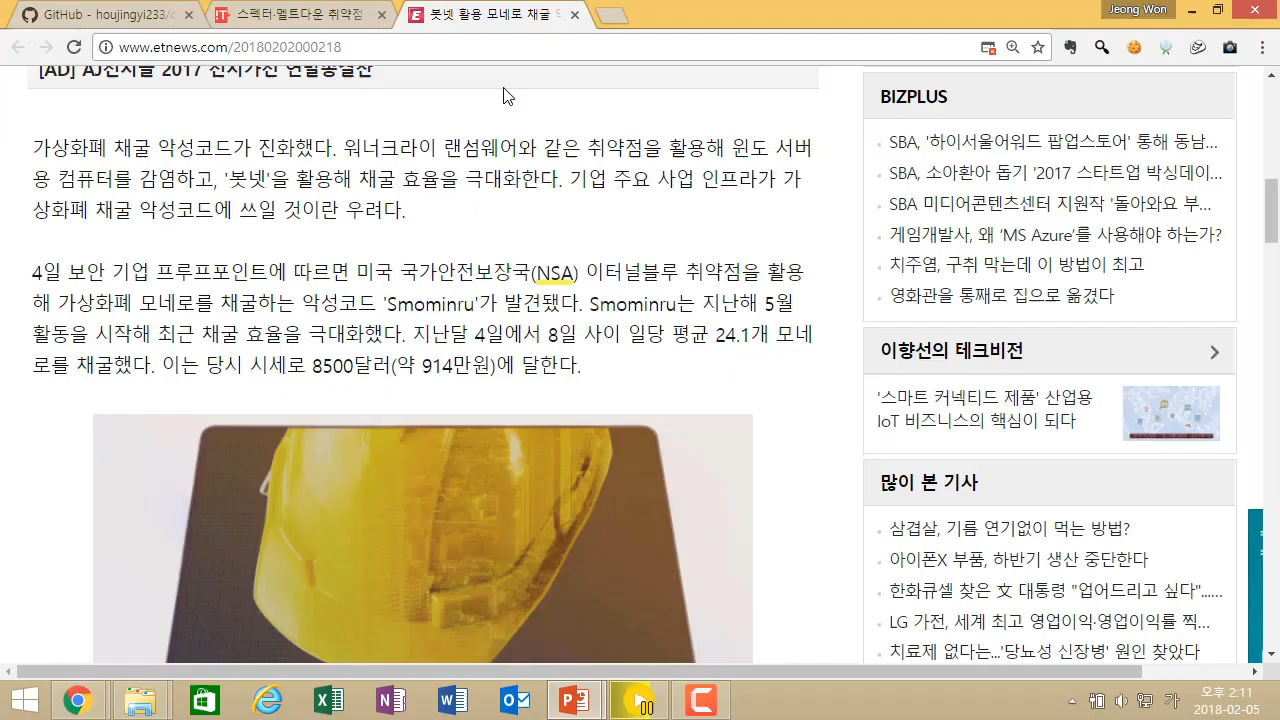 GitHub - houjingyi233/c
스펙터·멜트다운 취약점
봇넷 활용 모네로 채굴
Jeong Won
www.etnews.com/20180202000218
[AD] AJ전시몰 2017 전시가전 연말총결산
가상화폐 채굴 악성코드가 진화했다. 워너크라이 랜섬웨어와 같은 취약점을 활용해 윈도 서버
용 컴퓨터를 감염하고, '봇넷'을 활용해 채굴 효율을 극대화한다. 기업 주요 사업 인프라가 가
상화폐 채굴 악성코드에 쓰일 것이란 우려다.
4일 보안 기업 프루프포인트에 따르면 미국 국가안전보장국(NSA) 이터널블루 취약점을 활용
해 가상화폐 모네로를 채굴하는 악성코드 'Smominru'가 발견됐다. Smominru는 지난해 5월
활동을 시작해 최근 채굴 효율을 극대화했다. 지난달 4일에서 8일 사이 일당 평균 24.1개 모네
로를 채굴했다. 이는 당시 시세로 8500달러(약 914만원)에 달한다.
BIZPLUS
SBA, '하이서울어워드 팝업스토어' 통해 동남...
SBA, 소아환아 돕기 '2017 스타트업 박싱데이...
SBA 미디어콘텐츠센터 지원작 '돌아와요 부...
게임개발사, 왜 ‘MS Azure’를 사용해야 하는가?
치주염, 구취 막는데 이 방법이 최고
영화관을 통째로 집으로 옮겼다
이향선의 테크비전
'스마트 커넥티드 제품' 산업용
IoT 비즈니스의 핵심이 되다
많이 본 기사
삼겹살, 기름 연기없이 먹는 방법?
아이폰X 부품, 하반기 생산 중단한다
한화큐셀 찾은 文 대통령 "업어드리고 싶다"...
LG 가전, 세계 최고 영업이익·영업이익률 찍...
치료제 없다는...'당뇨성 신장병' 원인 찾았다
가
오후 2:11
2018-02-05